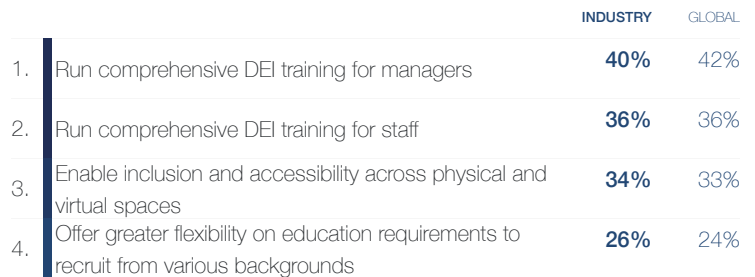 INDUSTRY GLOBAL
1. Run comprehensive DEI training for managers 40% 42%
2. Run comprehensive DEI training for staff 36% 36%
3. Enable inclusion and accessibility across physical and virtual spaces 34% 33%
4. Offer greater flexibility on education requirements to recruit from various backgrounds 26% 24%